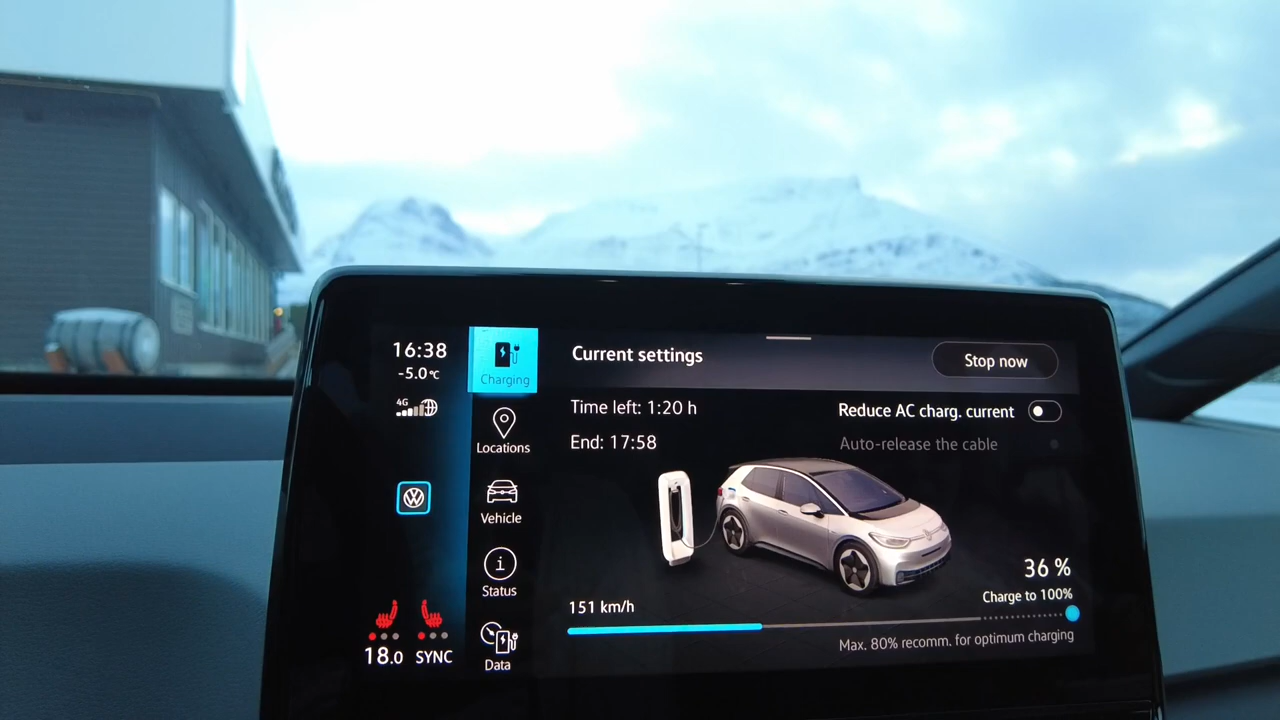 16:38
-5.0°C
4G
18.0 SYNC
Charging
Locations
Vehicle
Status
Data
Current settings
Stop now
Time left: 1:20 h
End: 17:58
Reduce AC charg. current
Auto-release the cable
36 %
Charge to 100%
151 km/h
Max. 80% recomm. for optimum charging